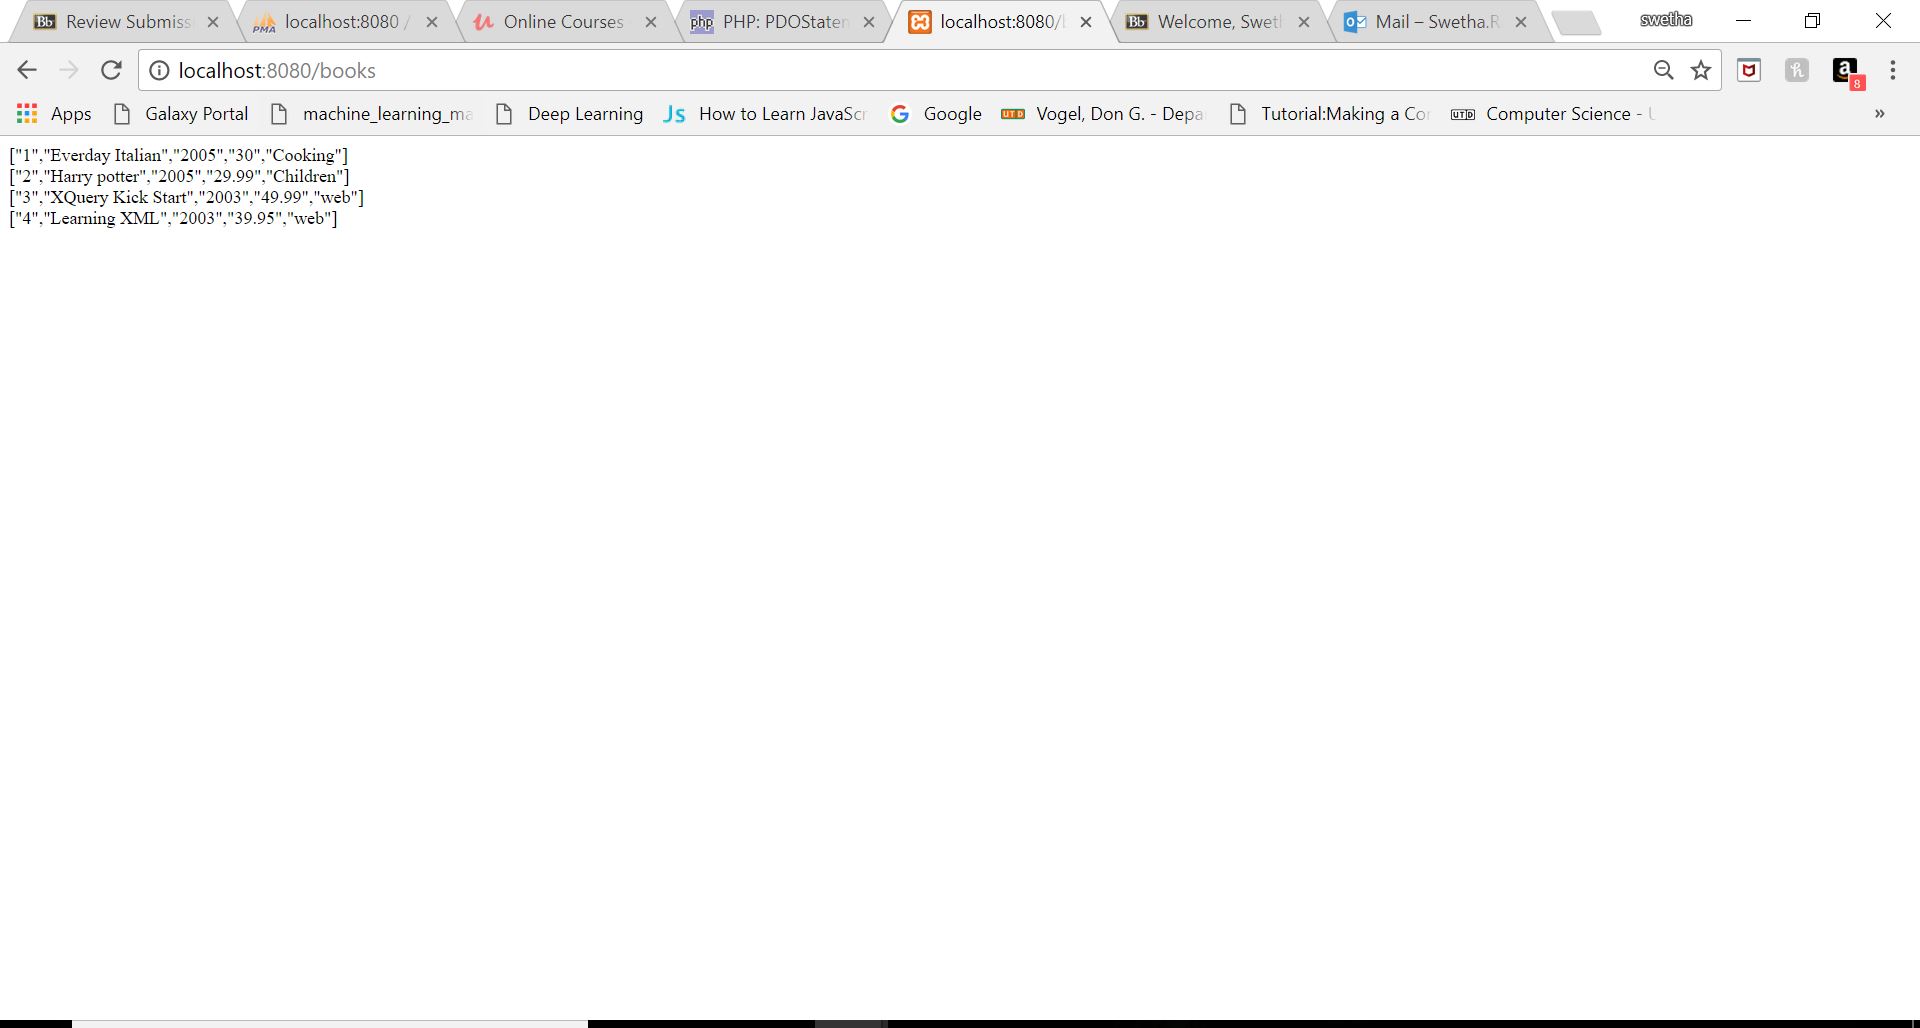 Review Submiss
localhost:8080 /
Online Courses
PHP: PDOStatem
localhost:8080/b
Welcome, Swet
Mail – Swetha.R
swetha
localhost:8080/books
8
Apps
Galaxy Portal
machine_learning_ma
Deep Learning
How to Learn JavaScr
Google
Vogel, Don G. - Depa
Tutorial:Making a Cor
Computer Science -
["1","Everday Italian","2005","30","Cooking"]
["2","Harry potter","2005","29.99","Children"]
["3","XQuery Kick Start","2003","49.99","web"]
["4","Learning XML","2003","39.95","web"]